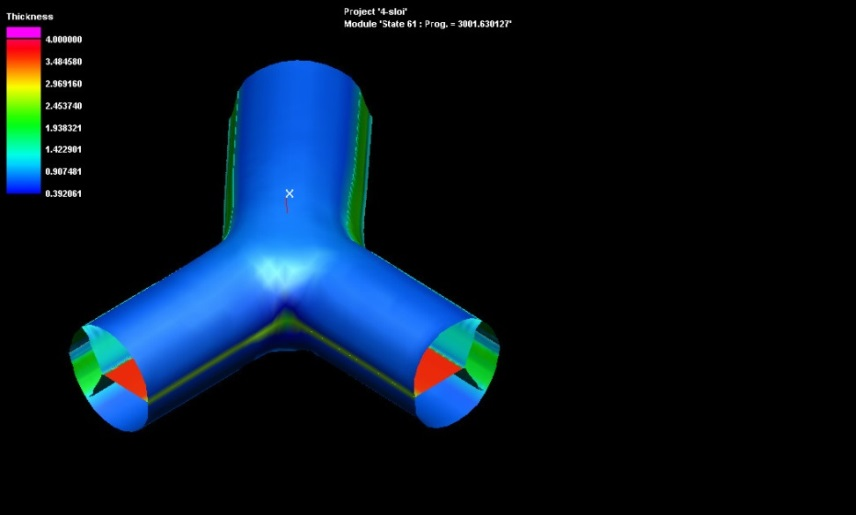 Project '4-sloi'
Module 'State 61 : Prog. = 3001.630127'
Thickness
4.000000
3.484580
2.969160
2.453740
1.938321
1.422901
0.907481
0.392061
X